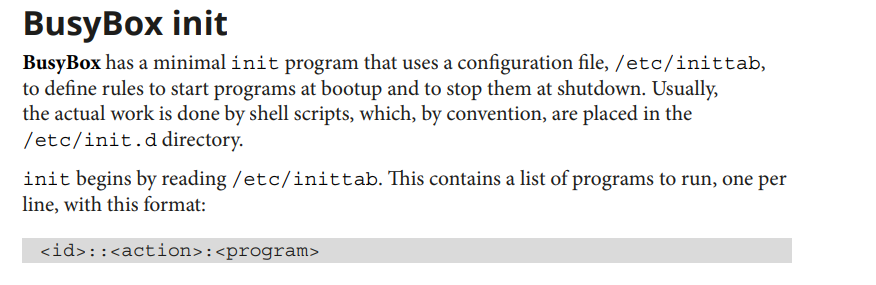 BusyBox init
BusyBox has a minimal init program that uses a configuration file, /etc/inittab,
to define rules to start programs at bootup and to stop them at shutdown. Usually,
the actual work is done by shell scripts, which, by convention, are placed in the
/etc/init.d directory.
init begins by reading /etc/inittab. This contains a list of programs to run, one per
line, with this format:
<id>::<action>:<program>